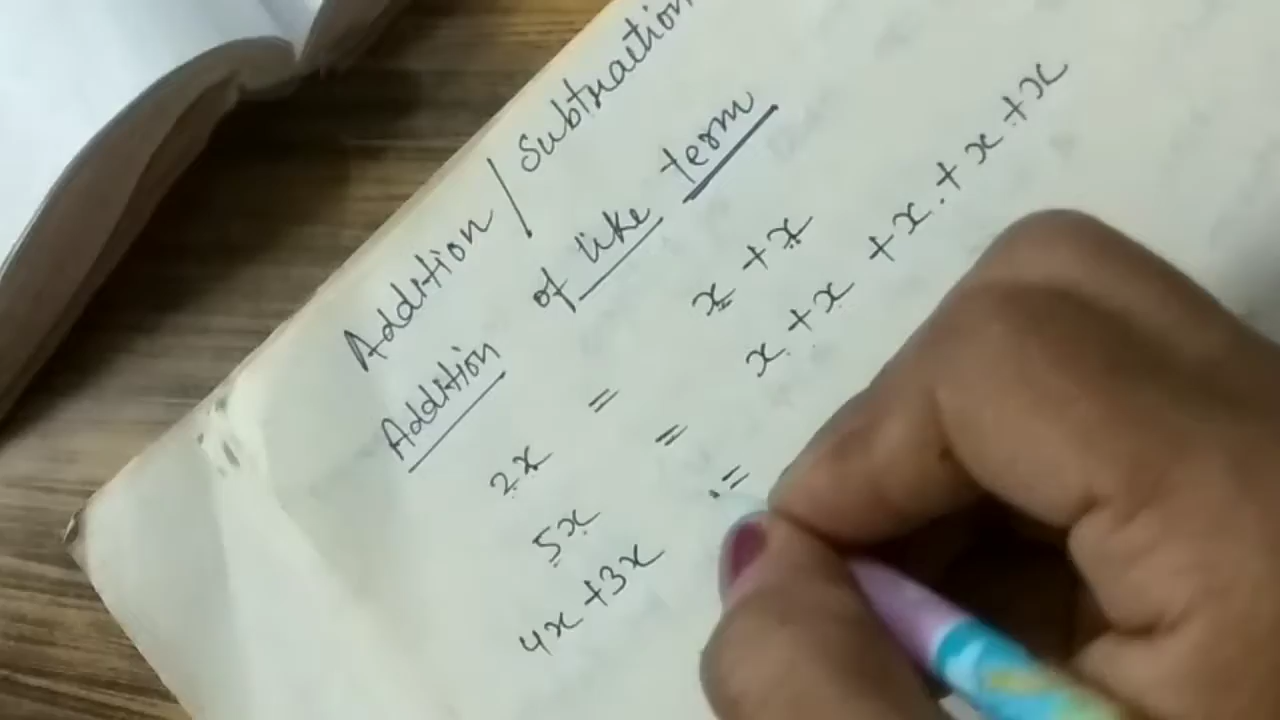 Addition / Subtraction
of like term
Addition
2x = x + x
5x = x + x + x + x + x
4x + 3x =